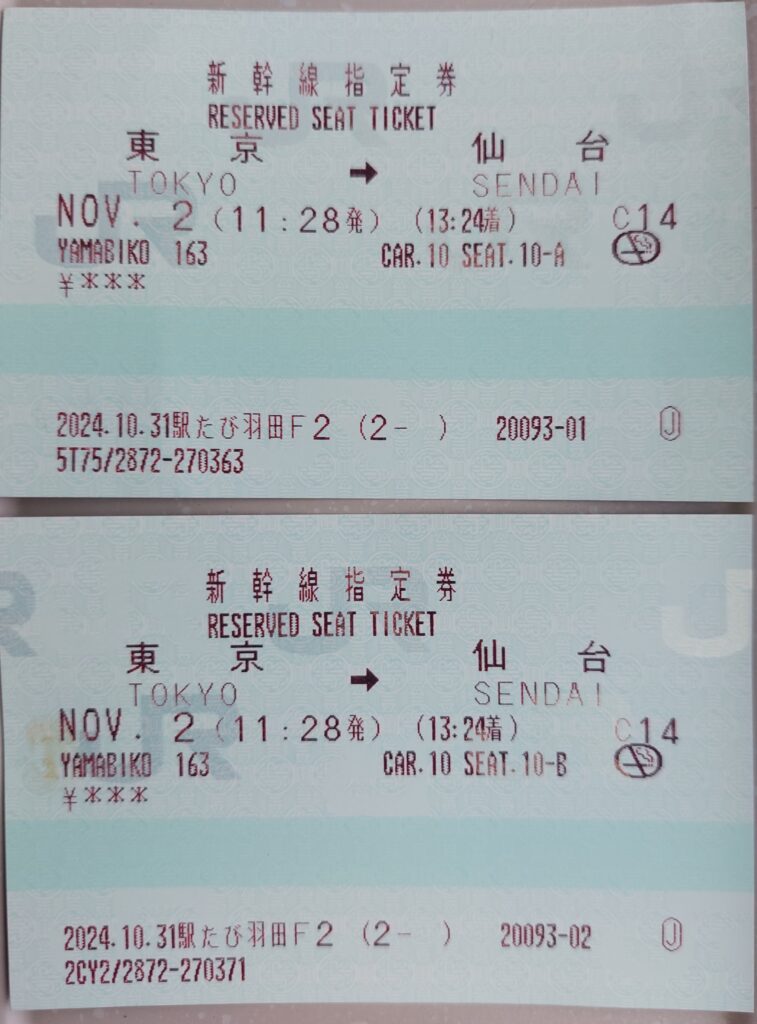 新幹線指定券
RESERVED SEAT TICKET
東京 → 仙台
TOKYO SENDAI
NOV. 2 (11:28発) (13:24着) C14
YAMABIKO 163 CAR.10 SEAT.10-A
¥***
2024.10.31駅たび羽田F2 (2- ) 20093-01 Ⓙ
5T75/2872-270363
新幹線指定券
RESERVED SEAT TICKET
東京 → 仙台
TOKYO SENDAI
NOV. 2 (11:28発) (13:24着) C14
YAMABIKO 163 CAR.10 SEAT.10-B
¥***
2024.10.31駅たび羽田F2 (2- ) 20093-02 Ⓙ
2CY2/2872-270371